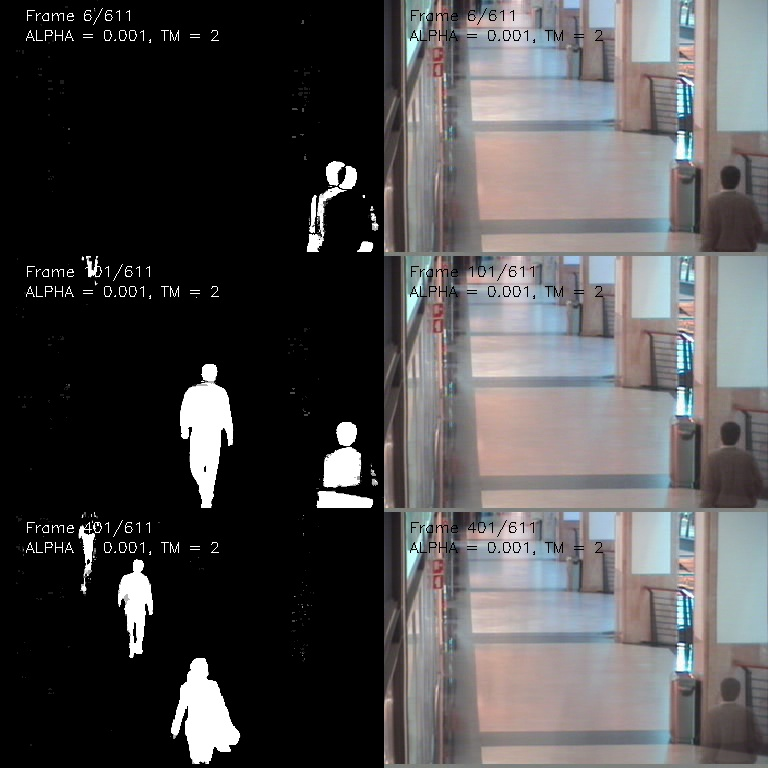 Frame 6/611
ALPHA = 0.001, TM = 2
Frame 6/611
ALPHA = 0.001, TM = 2
Frame 101/611
ALPHA = 0.001, TM = 2
Frame 101/611
ALPHA = 0.001, TM = 2
Frame 401/611
ALPHA = 0.001, TM = 2
Frame 401/611
ALPHA = 0.001, TM = 2